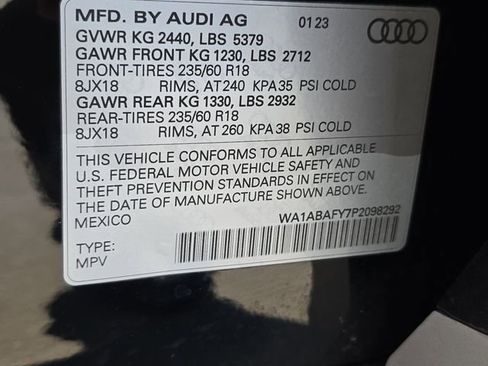 MFD. BY AUDI AG 01 23
GVWR KG 2440, LBS 5379
GAWR FRONT KG 1230, LBS 2712
FRONT-TIRES 235/60 R18
8JX18 RIMS, AT 240 KPA 35 PSI COLD
GAWR REAR KG 1330, LBS 2932
REAR-TIRES 235/60 R18
8JX18 RIMS, AT 260 KPA 38 PSI COLD
THIS VEHICLE CONFORMS TO ALL APPLICABLE
U.S. FEDERAL MOTOR VEHICLE SAFETY AND
THEFT PREVENTION STANDARDS IN EFFECT ON
THE DATE OF MANUFACTURE SHOWN ABOVE.
MEXICO
WA1ABAFY7P2098292
TYPE:
MPV